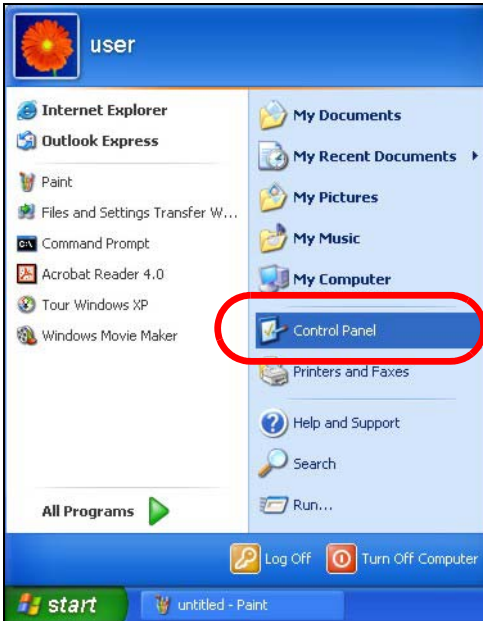 user
Internet Explorer
Outlook Express
Paint
Files and Settings Transfer W...
Command Prompt
Acrobat Reader 4.0
Tour Windows XP
Windows Movie Maker
All Programs
My Documents
My Recent Documents
My Pictures
My Music
My Computer
Control Panel
Printers and Faxes
Help and Support
Search
Run...
Log Off
Turn Off Computer
start
untitled - Paint